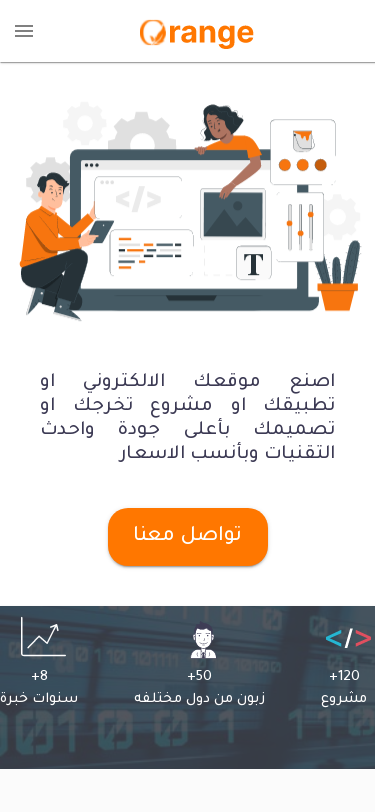 Orange
</>
T
اصنع موقعك الالكتروني او
تطبيقك او مشروع تخرجك او
تصميمك بأعلى جودة واحدث
التقنيات وبأنسب الاسعار
تواصل معنا
</>
+120
مشروع
+50
زبون من دول مختلفه
+8
سنوات خبرة